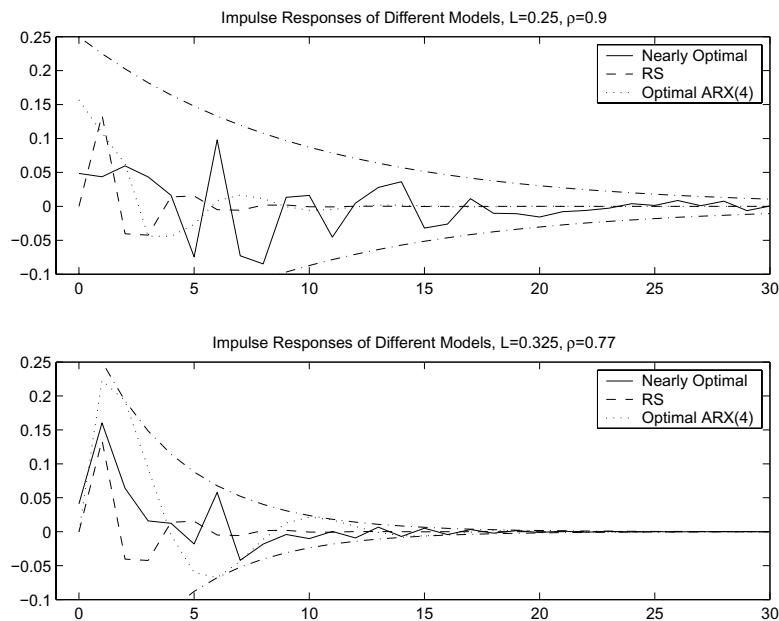 Impulse Responses of Different Models, L=0.25, ρ=0.9
0.25
0.2
0.15
0.1
0.05
0
−0.05
−0.1
Nearly Optimal
RS
Optimal ARX(4)
0 5 10 15 20 25 30
Impulse Responses of Different Models, L=0.325, ρ=0.77
0.25
0.2
0.15
0.1
0.05
0
−0.05
−0.1
Nearly Optimal
RS
Optimal ARX(4)
0 5 10 15 20 25 30